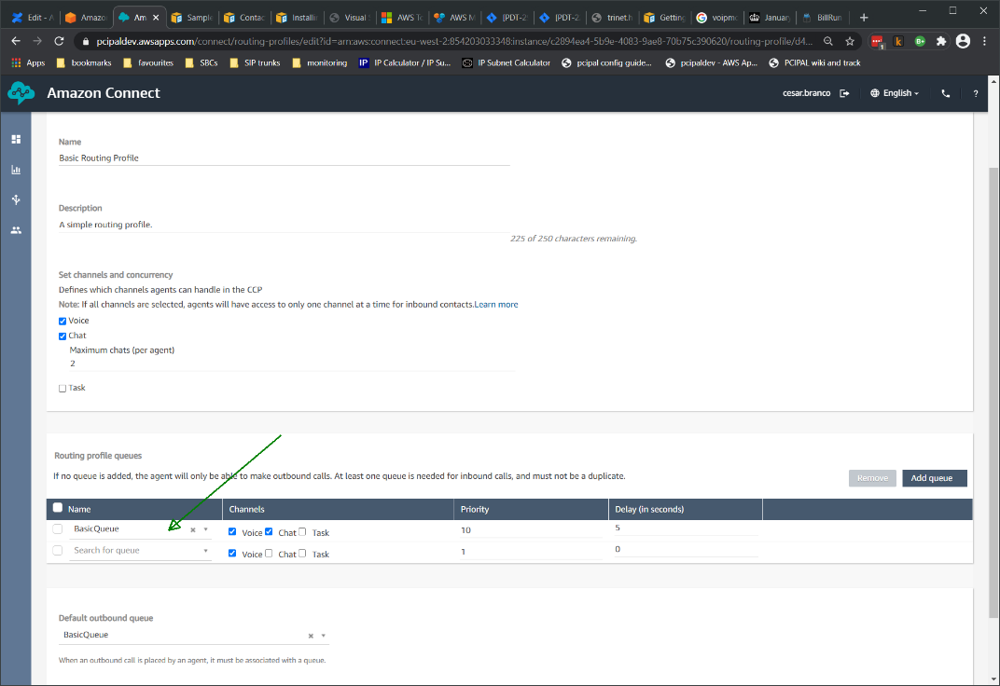 Edit - A
Amazo
Am
Sample
Contac
Installin
Visual
AWS To
AWS M
[PDT-2
[PDT-2
trinet.h
Getting
voipmo
Januar
BillRun
pcipaldev.awsapps.com/connect/routing-profiles/edit?id=arn:aws:connect:eu-west-2:854203033348:instance/c2894ea4-5b9e-4083-9ae8-70b75c390620/routing-profile/d4...
Apps
bookmarks
favourites
SBCs
SIP trunks
monitoring
IP Calculator / IP Su...
IP Subnet Calculator
pcipal config guide...
pcipaldev - AWS Ap...
PCIPAL wiki and track
Amazon Connect
cesar.branco
English
?
Name
Basic Routing Profile
Description
A simple routing profile.
225 of 250 characters remaining.
Set channels and concurrency
Defines which channels agents can handle in the CCP
Note: If all channels are selected, agents will have access to only one channel at a time for inbound contacts.Learn more
Voice
Chat
Maximum chats (per agent)
2
Task
Routing profile queues
If no queue is added, the agent will only be able to make outbound calls. At least one queue is needed for inbound calls, and must not be a duplicate.
Remove
Add queue
Name Channels Priority Delay (in seconds)
BasicQueue Voice Chat Task 10 5
Search for queue Voice Chat Task 1 0
Default outbound queue
BasicQueue
When an outbound call is placed by an agent, it must be associated with a queue.